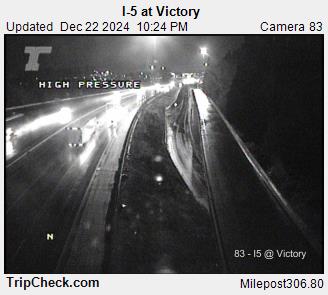 I-5 at Victory
Updated Dec 22 2024 10:24 PM Camera 83
TR
HIGH PRESSURE
N
83 - I5 @ Victory
TripCheck.com Milepost306.80